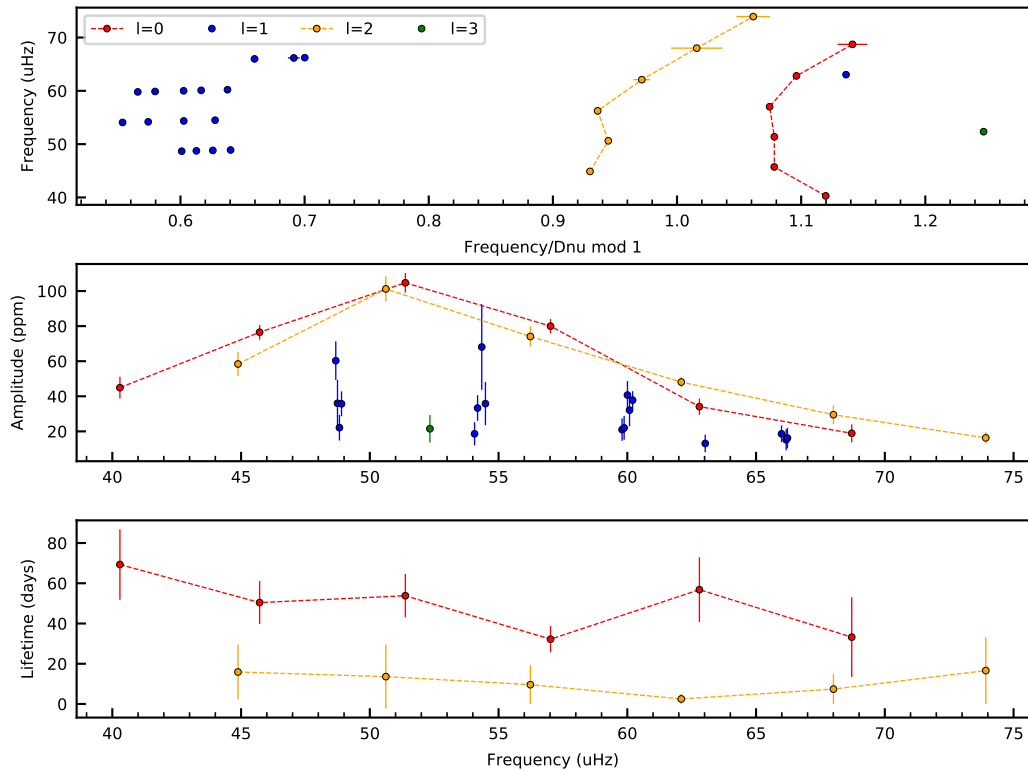 l=0 l=1 l=2 l=3
Frequency (uHz)
70
60
50
40
0.6 0.7 0.8 0.9 1.0 1.1 1.2
Frequency/Dnu mod 1
Amplitude (ppm)
100
80
60
40
20
40 45 50 55 60 65 70 75
Lifetime (days)
80
60
40
20
0
40 45 50 55 60 65 70 75
Frequency (uHz)